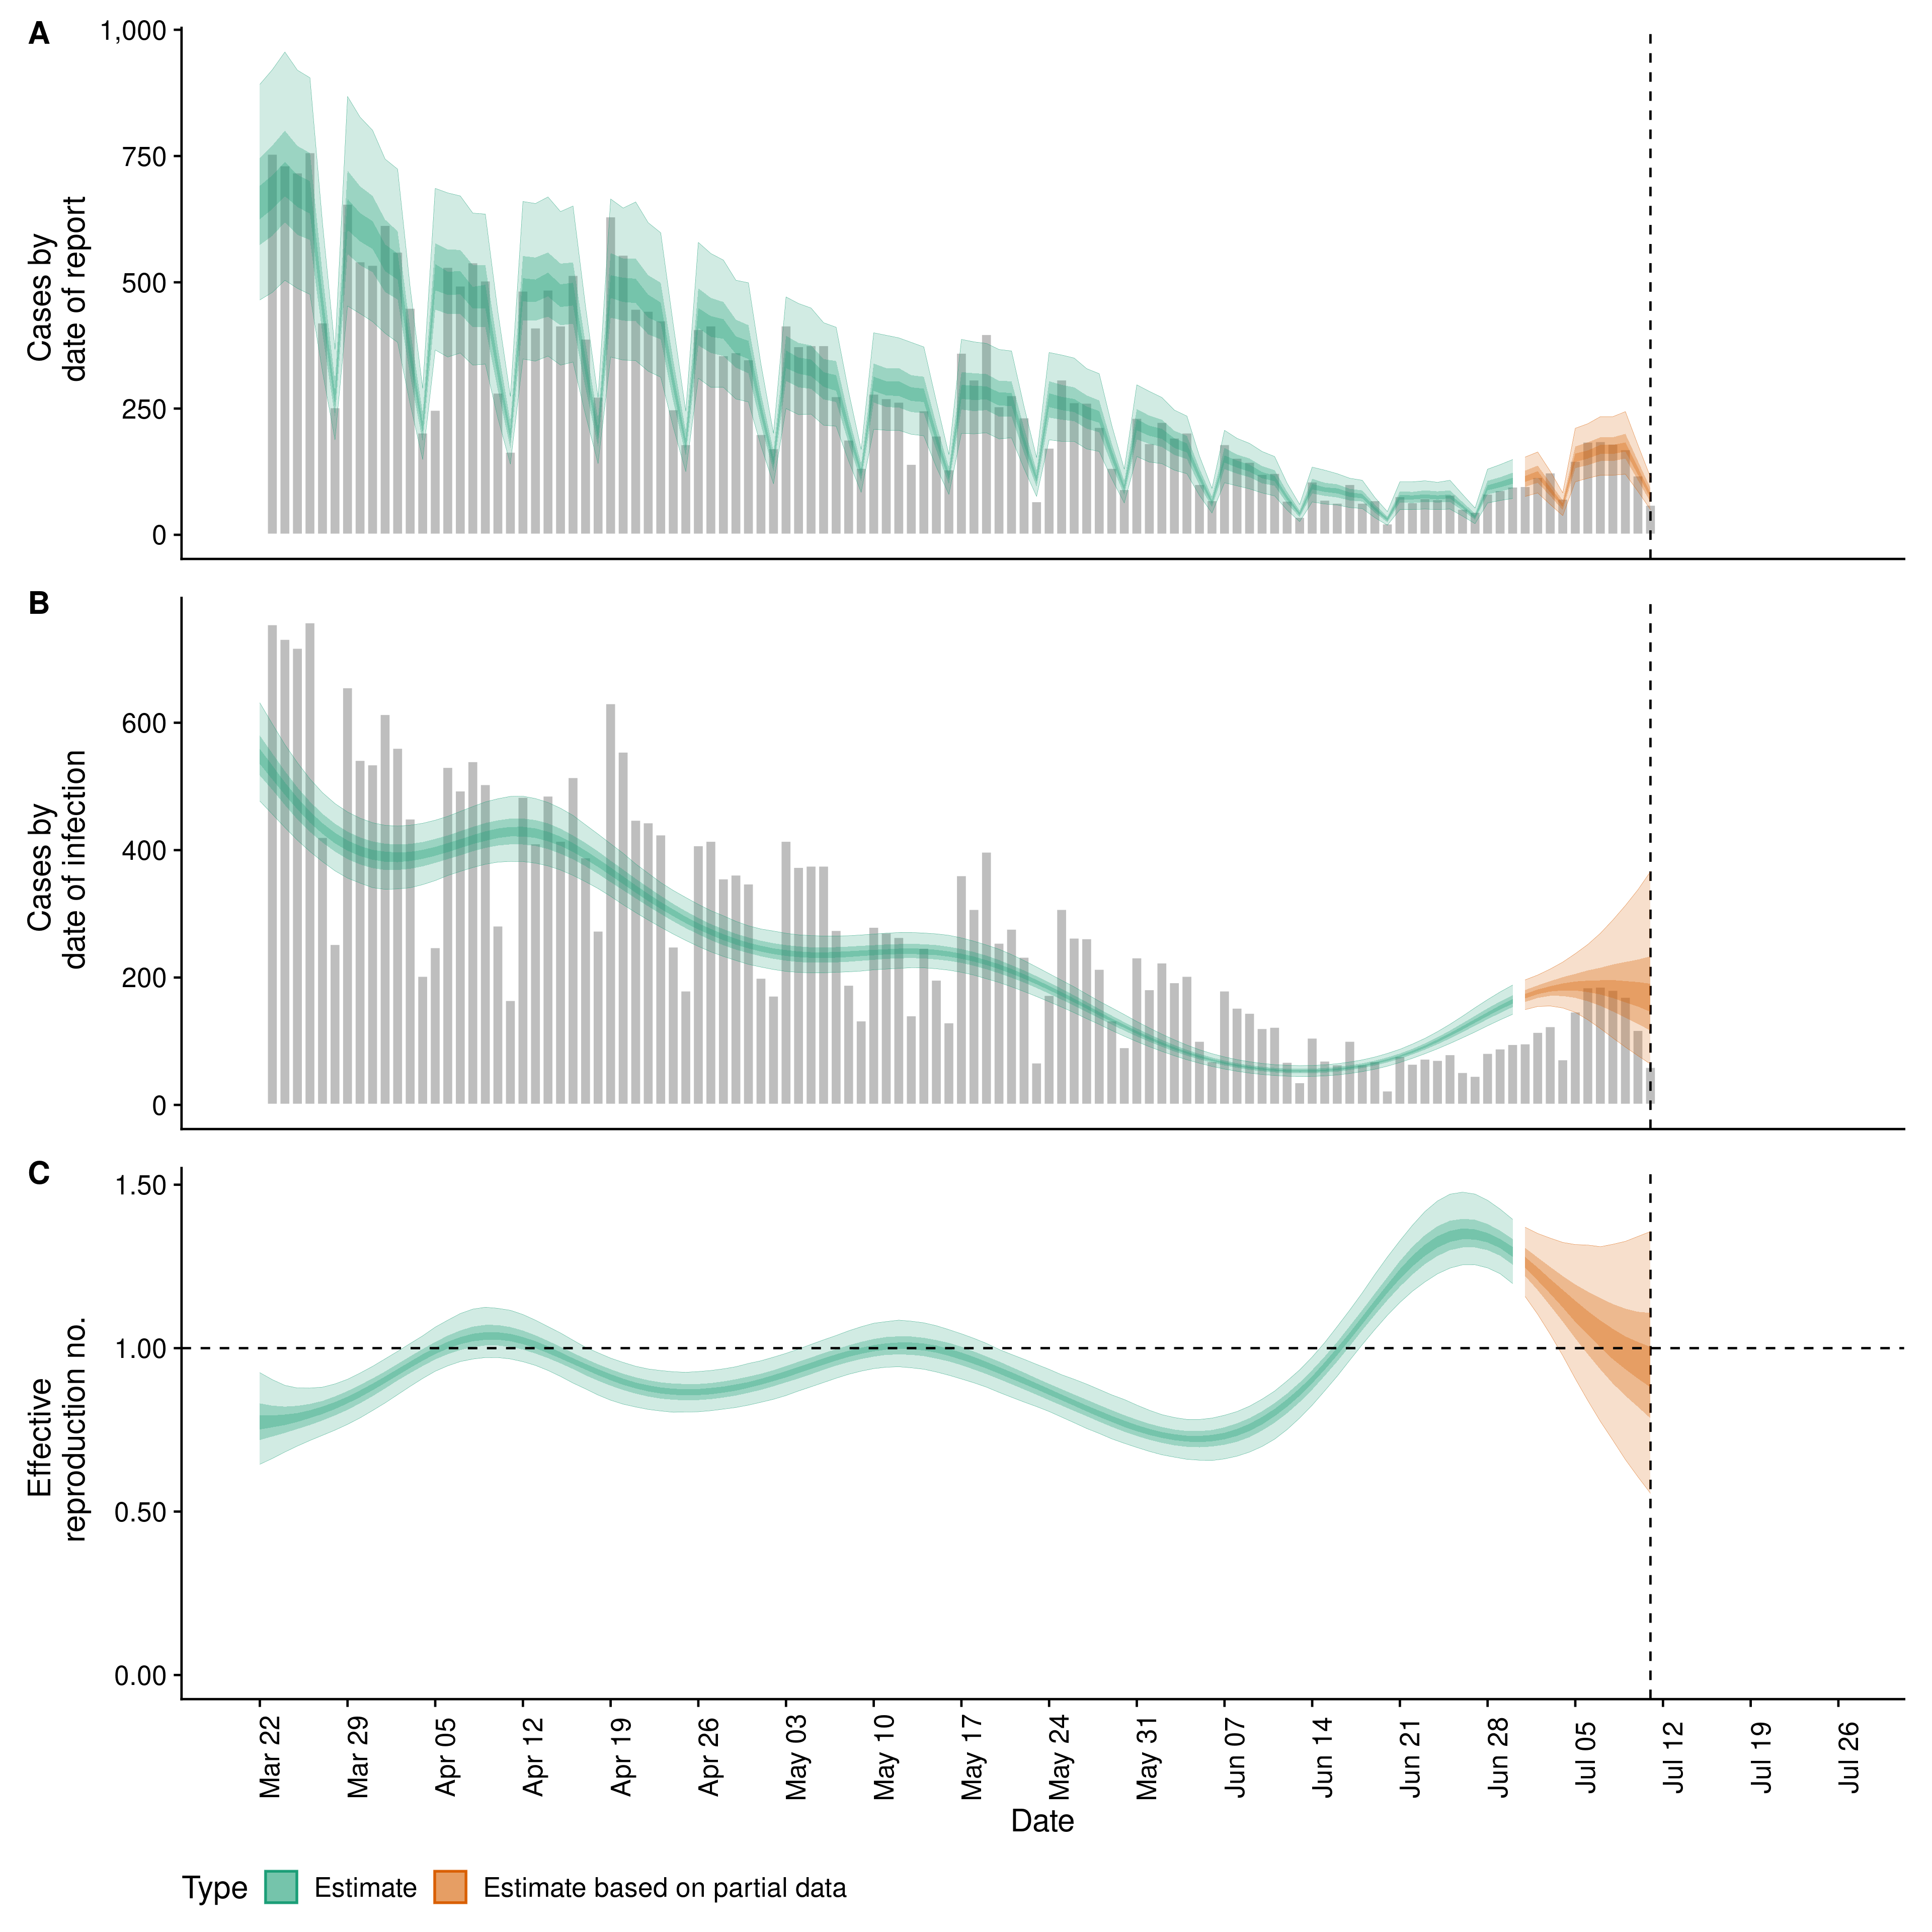 A
1,000
750
500
250
0
Cases by
date of report
B
600
400
200
0
Cases by
date of infection
C
1.50
1.00
0.50
0.00
Effective
reproduction no.
Mar 22
Mar 29
Apr 05
Apr 12
Apr 19
Apr 26
May 03
May 10
May 17
May 24
May 31
Jun 07
Jun 14
Jun 21
Jun 28
Jul 05
Jul 12
Jul 19
Jul 26
Date
Type Estimate Estimate based on partial data